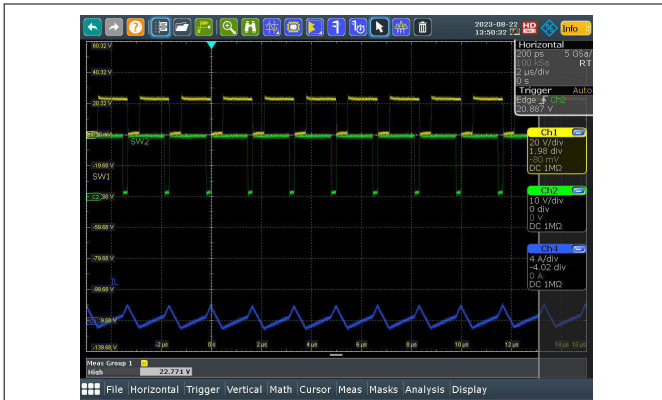 2023-08-22
13:50:32
HD
Info
Horizontal
200 ps 5 GSa/
100 kSa RT
2 µs/div
0 s
Trigger Auto
Edge Ch2
20.887 V
60.32 V
40.32 V
20.32 V
SW2
-19.68 V
SW1
C2
-59.68 V
-79.68 V
IL
-99.68 V
-139.68 V
-2 µs 0 s 2 µs 4 µs 6 µs 8 µs 10 µs 12 µs 14 µs
Ch1
20 V/div
1.98 div
-80 mV
DC 1MΩ
Ch2
10 V/div
0 div
0 V
DC 1MΩ
Ch4
4 A/div
-4.02 div
0 A
DC 1MΩ
Meas Group 1
High 22.771 V
File Horizontal Trigger Vertical Math Cursor Meas Masks Analysis Display